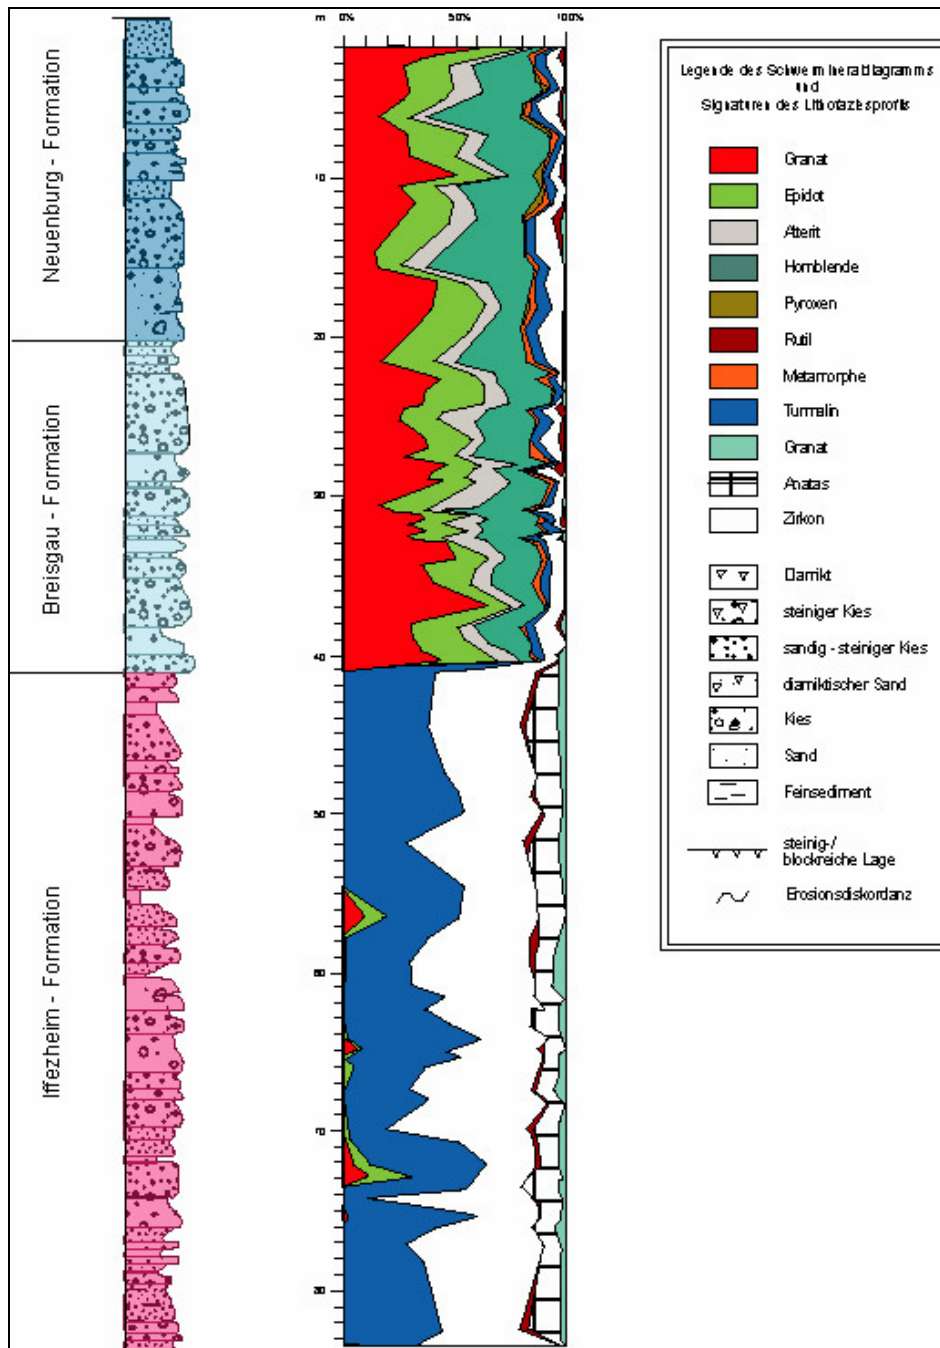 m 0% 50% 100%
Neuenburg - Formation
Breisgau - Formation
Iffezheim - Formation
10
20
30
40
50
60
70
80
Legende des Schwermineraldiagramms
und
Signaturen des Lithofaziesprofils
Granat
Epidot
Alterit
Hornblende
Pyroxen
Rutil
Metamorphe
Turmalin
Granat
Anatas
Zirkon
Diamikt
steiniger Kies
sandig - steiniger Kies
diamiktischer Sand
Kies
Sand
Feinsediment
steinig-/
blockreiche Lage
Erosionsdiskordanz